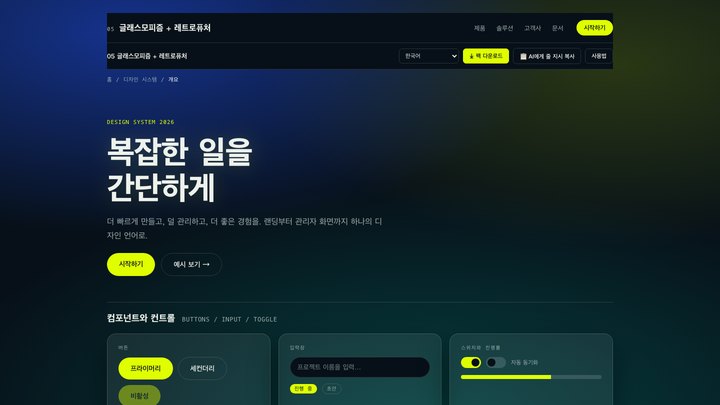 05 글래스모피즘 + 레트로퓨처
제품 솔루션 고객사 문서 시작하기
05 글래스모피즘 + 레트로퓨처
한국어 팩 다운로드 AI에게 줄 지시 복사 사용법
홈 / 디자인 시스템 / 개요
DESIGN SYSTEM 2026
복잡한 일을
간단하게
더 빠르게 만들고, 덜 관리하고, 더 좋은 경험을. 랜딩부터 관리자 화면까지 하나의 디
자인 언어로.
시작하기 예시 보기 →
컴포넌트와 컨트롤 BUTTONS / INPUT / TOGGLE
버튼
프라이머리 세컨더리
비활성
입력창
프로젝트 이름을 입력...
진행 중 초안
스위치와 진행률
자동 동기화